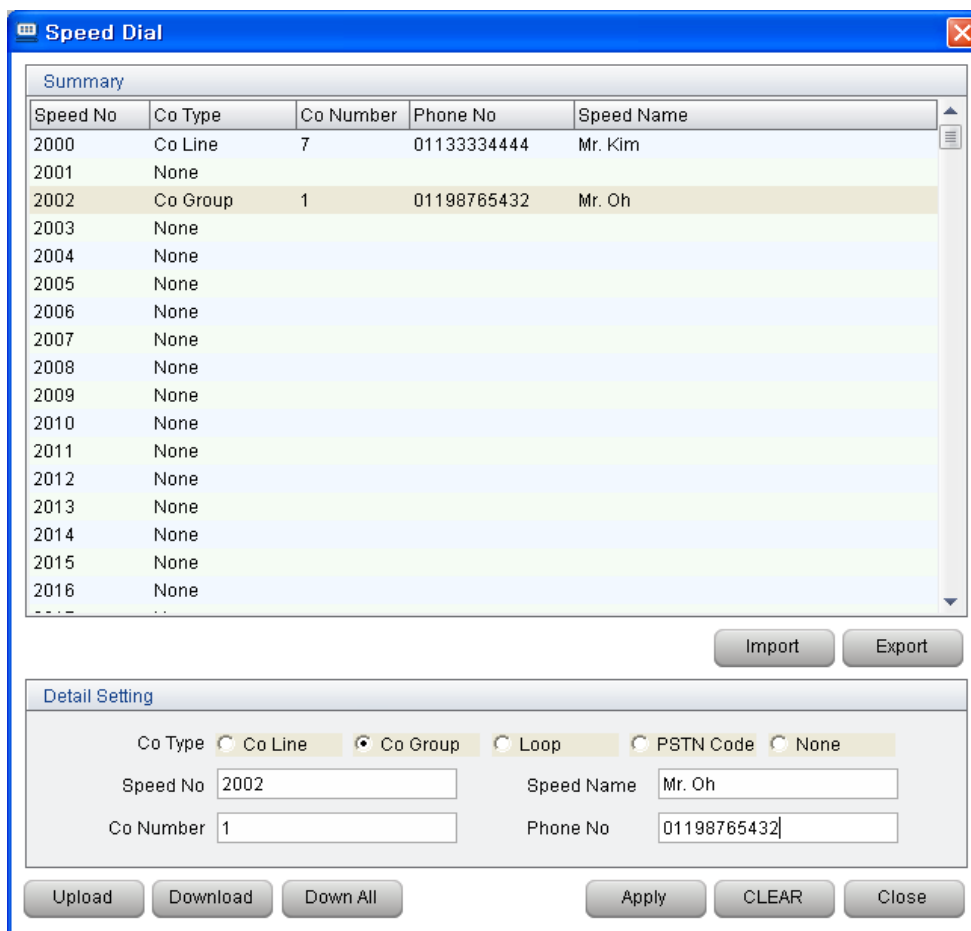 Speed Dial
Summary
Speed No Co Type Co Number Phone No Speed Name
2000 Co Line 7 01133334444 Mr. Kim
2001 None
2002 Co Group 1 01198765432 Mr. Oh
2003 None
2004 None
2005 None
2006 None
2007 None
2008 None
2009 None
2010 None
2011 None
2012 None
2013 None
2014 None
2015 None
2016 None
Import Export
Detail Setting
Co Type Co Line Co Group Loop PSTN Code None
Speed No 2002 Speed Name Mr. Oh
Co Number 1 Phone No 01198765432
Upload Download Down All Apply CLEAR Close